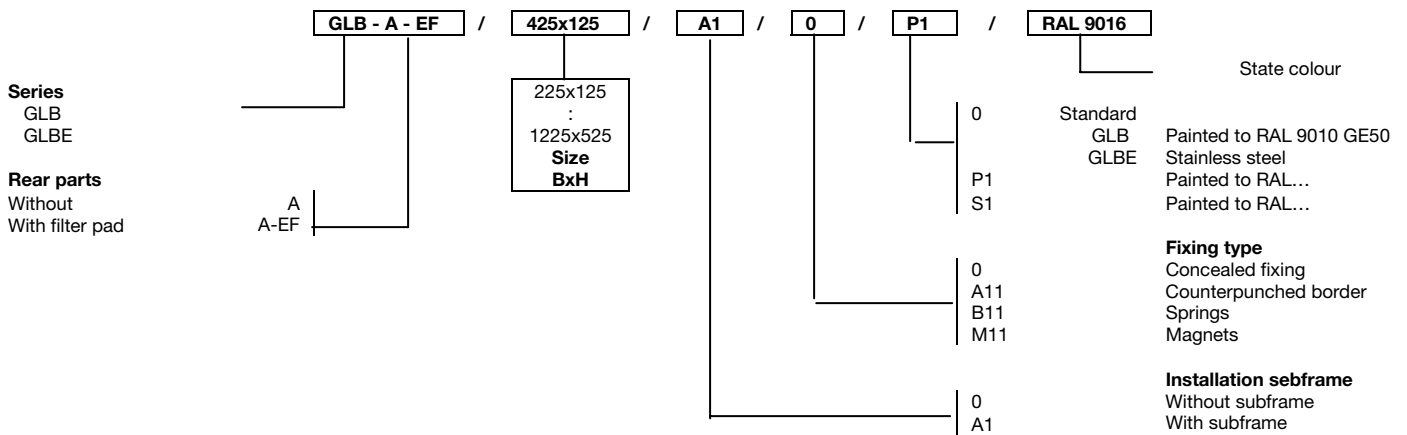 GLB - A - EF / 425x125 / A1 / 0 / P1 / RAL 9016
State colour
Series
GLB
GLBE
Rear parts
Without A
With filter pad A-EF
225x125
:
1225x525
Size
BxH
0 Standard
GLB Painted to RAL 9010 GE50
GLBE Stainless steel
P1 Painted to RAL...
S1 Painted to RAL...
Fixing type
0 Concealed fixing
A11 Counterpunched border
B11 Springs
M11 Magnets
Installation sebframe
0 Without subframe
A1 With subframe